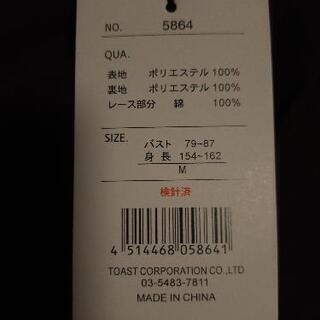 NO. 5864
QUA.
表地 ポリエステル 100%
裏地 ポリエステル 100%
レース部分 綿 100%
SIZE.
バスト 79-87
身長 154~162
M
検針済
4 514468 058641
TOAST CORPORATION CO.,LTD
03-5483-7811
MADE IN CHINA